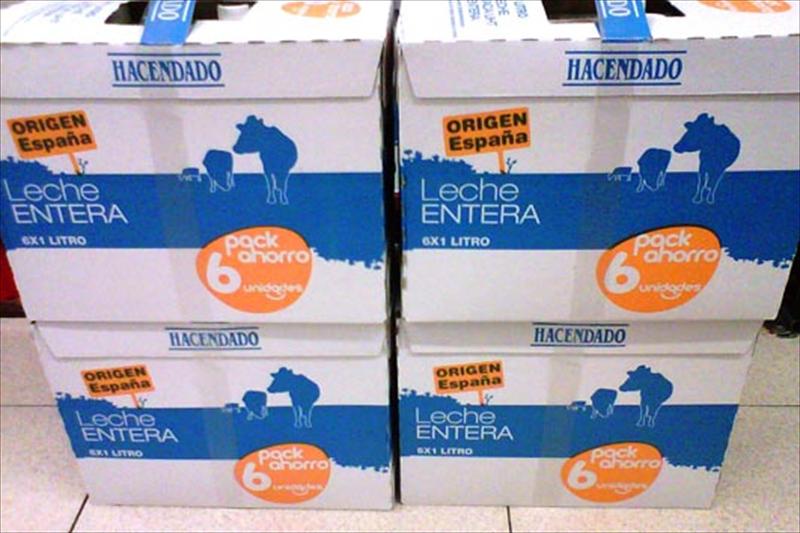 HACENDADO
ORIGEN
España
Leche
ENTERA
6X1 LITRO
pack
ahorro
6 unidades
HACENDADO
ORIGEN
España
Leche
ENTERA
6X1 LITRO
pack
ahorro
6 unidades
HACENDADO
ORIGEN
España
Leche
ENTERA
6X1 LITRO
pack
ahorro
6 unidades
HACENDADO
ORIGEN
España
Leche
ENTERA
6X1 LITRO
pack
ahorro
6 unidades